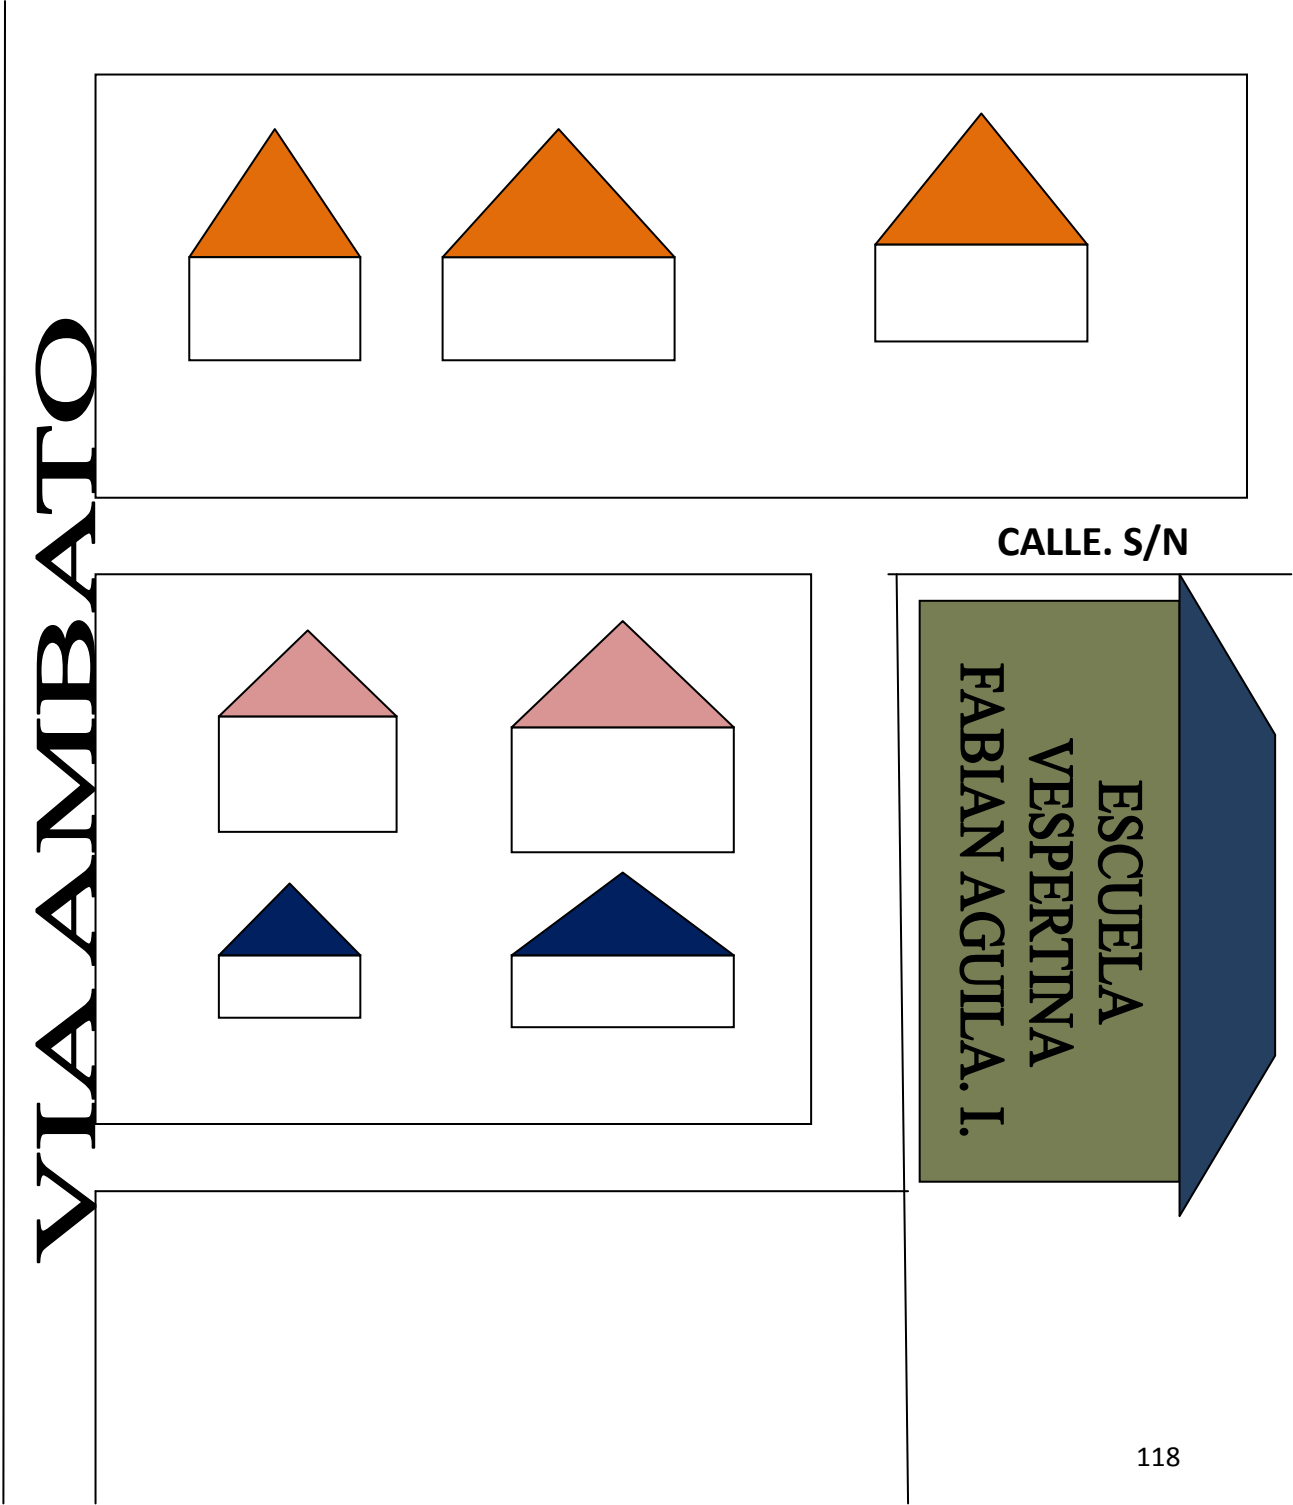 VIA AMBATO
CALLE. S/N
ESCUELA
VESPERTINA
FABIAN AGUILA. I.
118